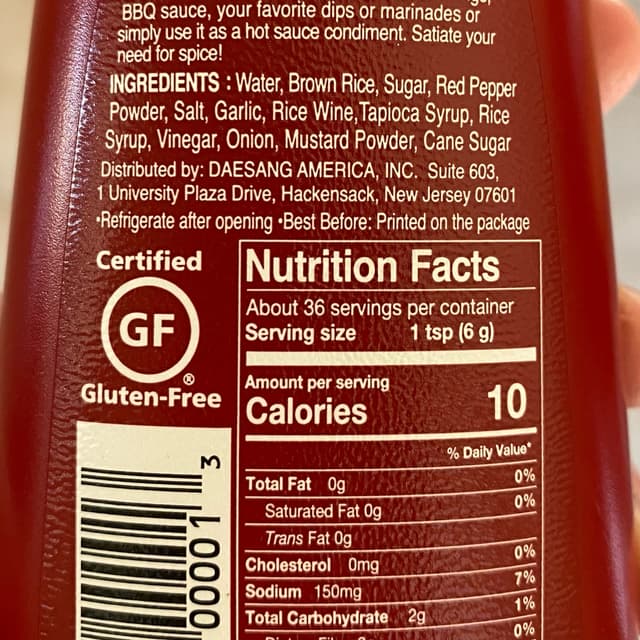 BBQ sauce, your favorite dips or marinades or
simply use it as a hot sauce condiment. Satiate your
need for spice!
INGREDIENTS : Water, Brown Rice, Sugar, Red Pepper
Powder, Salt, Garlic, Rice Wine, Tapioca Syrup, Rice
Syrup, Vinegar, Onion, Mustard Powder, Cane Sugar
Distributed by: DAESANG AMERICA, INC. Suite 603,
1 University Plaza Drive, Hackensack, New Jersey 07601
•Refrigerate after opening •Best Before: Printed on the package
Certified
GF
®
Gluten-Free
00001 3
Nutrition Facts
About 36 servings per container
Serving size 1 tsp (6 g)
Amount per serving
Calories 10
% Daily Value*
Total Fat 0g 0%
Saturated Fat 0g 0%
Trans Fat 0g
Cholesterol 0mg 0%
Sodium 150mg 7%
Total Carbohydrate 2g 1%
0%